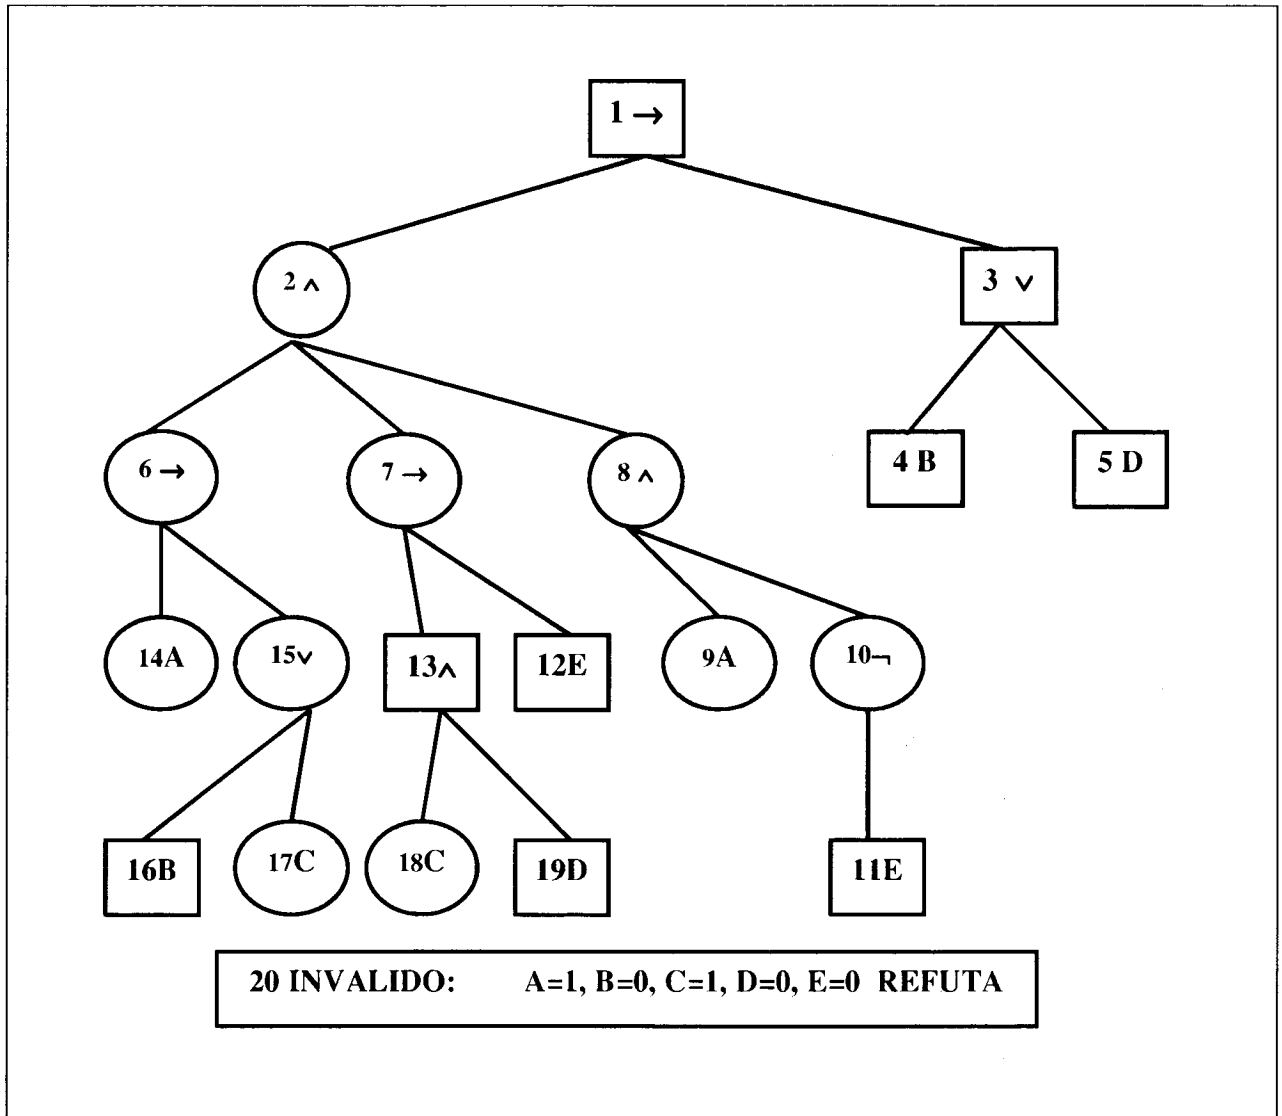 1 →
2 ∧
3 ∨
6 →
7 →
8 ∧
4 B
5 D
14A
15∨
13∧
12E
9A
10¬
16B
17C
18C
19D
11E
20 INVALIDO: A=1, B=0, C=1, D=0, E=0 REFUTA